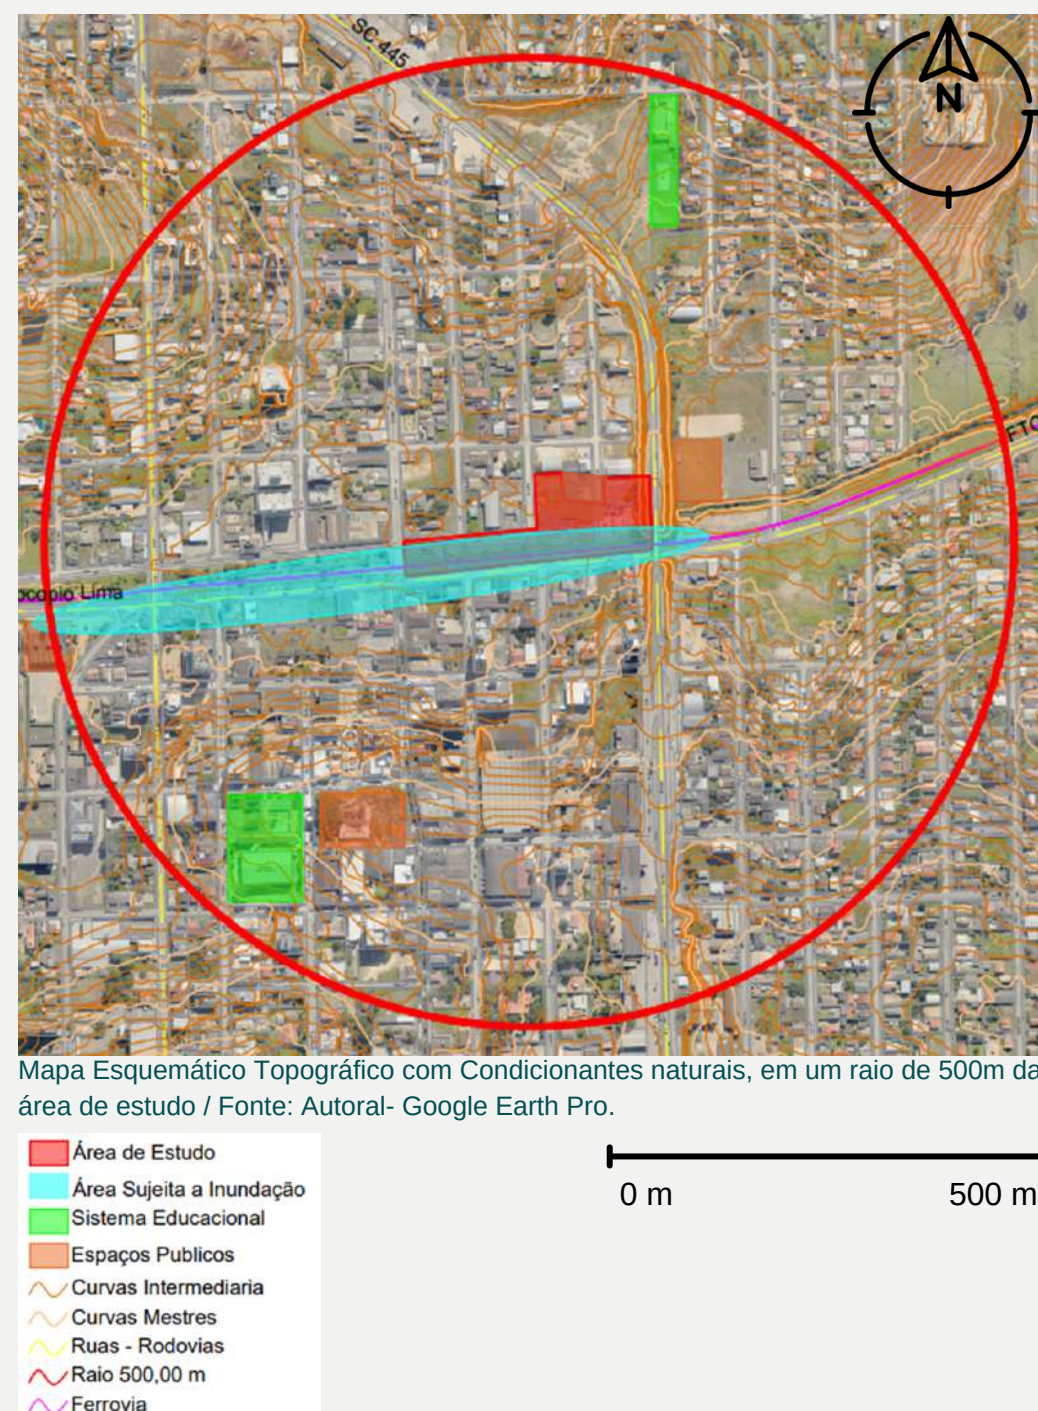 SC-445
N
FTC
ocopio Lima
Mapa Esquemático Topográfico com Condicionantes naturais, em um raio de 500m da
área de estudo / Fonte: Autoral- Google Earth Pro.
Área de Estudo
Área Sujeita a Inundação
Sistema Educacional
Espaços Publicos
Curvas Intermediaria
Curvas Mestres
Ruas - Rodovias
Raio 500,00 m
Ferrovia
0 m
500 m